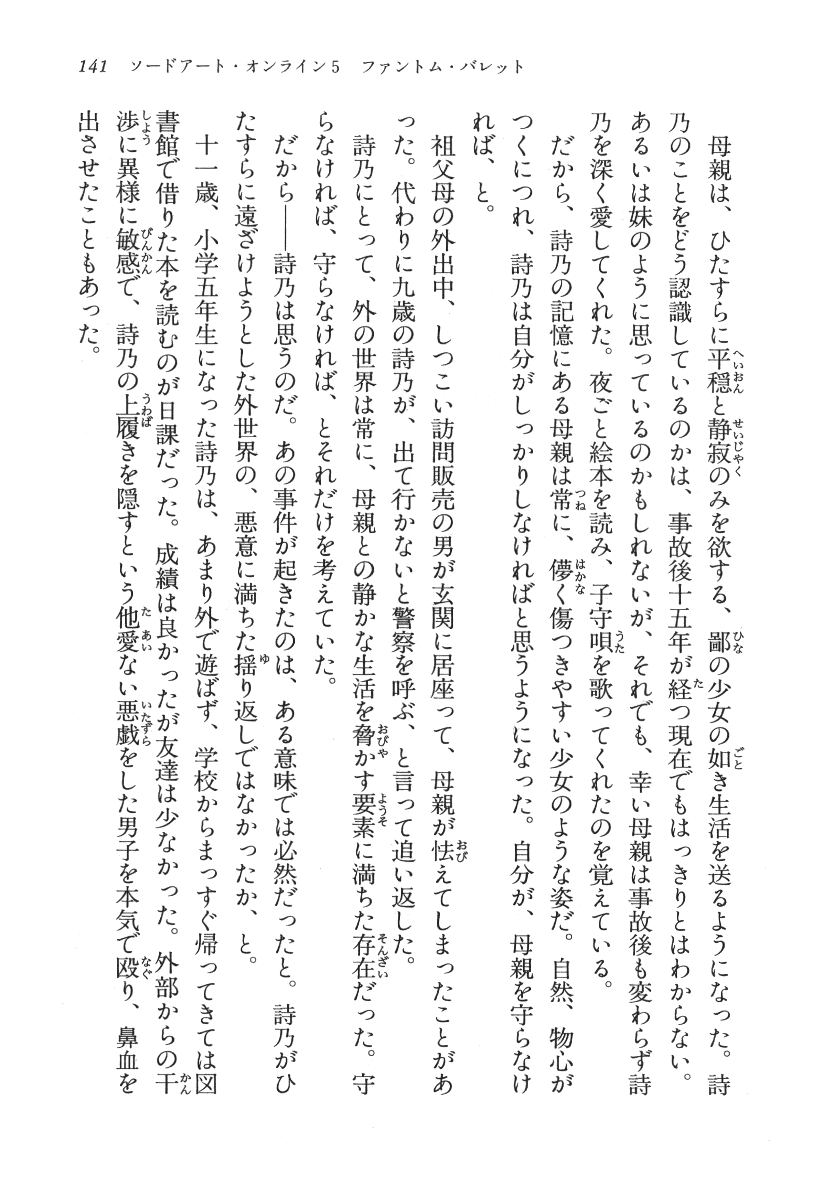 141 ソードアート・オンライン5 ファントム・バレット
母親は、ひたすらに平穏と静寂のみを欲する、鄙の少女の如き生活を送るようになった。詩
乃のことをどう認識しているのかは、事故後十五年が経つ現在でもはっきりとはわからない。
あるいは妹のように思っているのかもしれないが、それでも、幸い母親は事故後も変わらず詩
乃を深く愛してくれた。夜ごと絵本を読み、子守唄を歌ってくれたのを覚えている。
だから、詩乃の記憶にある母親は常に、儚く傷つきやすい少女のような姿だ。自然、物心が
つくにつれ、詩乃は自分がしっかりしなければと思うようになった。自分が、母親を守らなけ
れば、と。
祖父母の外出中、しつこい訪問販売の男が玄関に居座って、母親が怯えてしまったことがあ
った。代わりに九歳の詩乃が、出て行かないと警察を呼ぶ、と言って追い返した。
詩乃にとって、外の世界は常に、母親との静かな生活を脅かす要素に満ちた存在だった。守
らなければ、守らなければ、とそれだけを考えていた。
だから――詩乃は思うのだ。あの事件が起きたのは、ある意味では必然だったと。詩乃がひ
たすらに遠ざけようとした外世界の、悪意に満ちた揺り返しではなかったか、と。
十一歳、小学五年生になった詩乃は、あまり外で遊ばず、学校からまっすぐ帰ってきては図
書館で借りた本を読むのが日課だった。成績は良かったが友達は少なかった。外部からの干
渉に異様に敏感で、詩乃の上履きを隠すという他愛ない悪戯をした男子を本気で殴り、鼻血を
出させたこともあった。